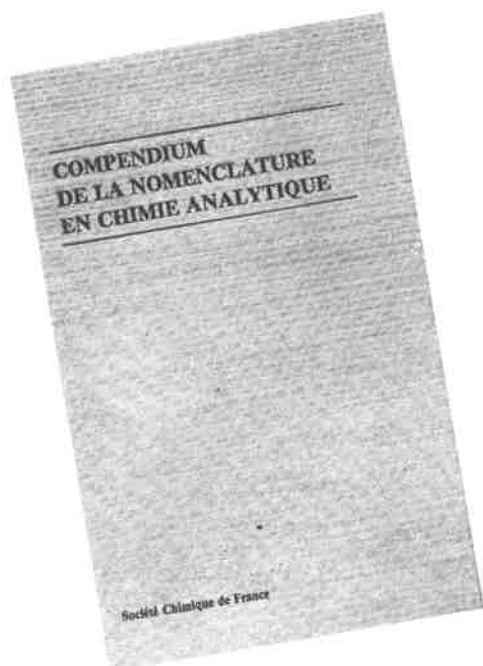 COMPENDIUM
DE LA NOMENCLATURE
EN CHIMIE ANALYTIQUE
Société Chimique de France